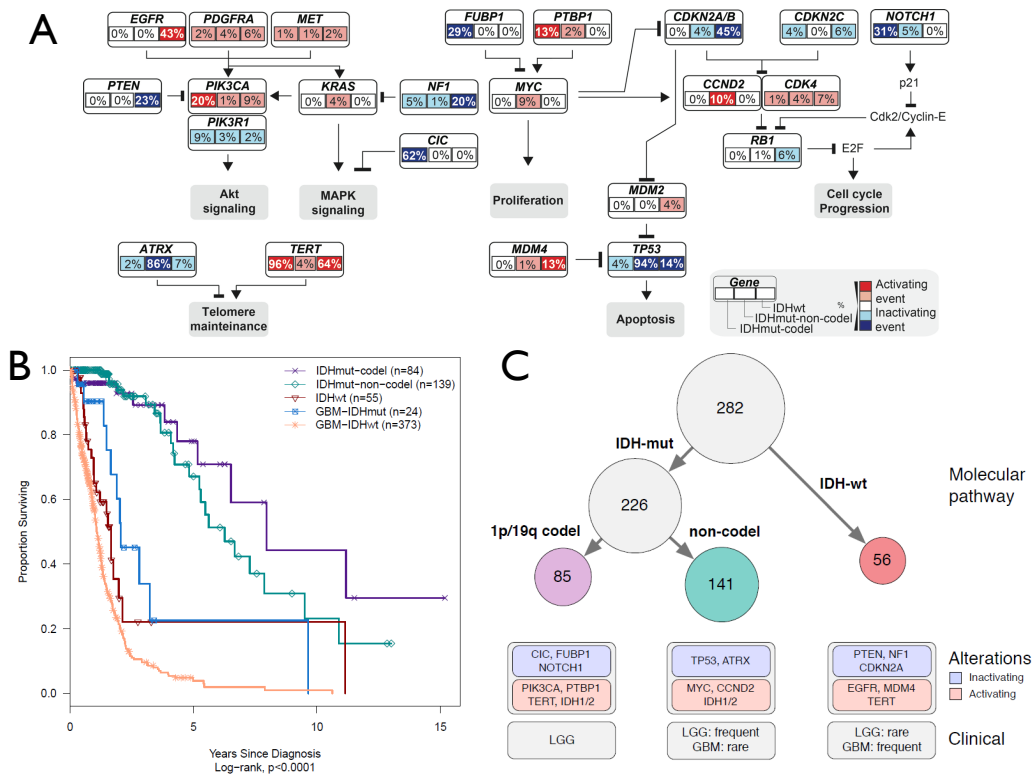 A
EGFR
0% 0% 43%
PDGFRA
2% 4% 6%
MET
1% 1% 2%
FUBP1
29% 0% 0%
PTBP1
13% 2% 0%
CDKN2A/B
0% 4% 45%
CDKN2C
4% 0% 6%
NOTCH1
31% 5% 0%
PTEN
0% 0% 23%
PIK3CA
20% 1% 9%
KRAS
0% 4% 0%
NF1
5% 1% 20%
MYC
0% 9% 0%
CCND2
0% 10% 0%
CDK4
1% 4% 7%
p21
PIK3R1
9% 3% 2%
CIC
62% 0% 0%
Cdk2/Cyclin-E
RB1
0% 1% 6%
E2F
Akt
signaling
MAPK
signaling
Proliferation
MDM2
0% 0% 4%
Cell cycle
Progression
ATRX
2% 86% 7%
TERT
96% 4% 64%
MDM4
0% 1% 13%
TP53
4% 94% 14%
Telomere
mainteinance
Apoptosis
Gene
IDHwt
IDHmut-non-codel
IDHmut-codel
%
Activating
event
Inactivating
event
B
IDHmut-codel (n=84)
IDHmut-non-codel (n=139)
IDHwt (n=55)
GBM-IDHmut (n=24)
GBM-IDHwt (n=373)
Proportion Surviving
1.0
0.8
0.6
0.4
0.2
0.0
0 5 10 15
Years Since Diagnosis
Log-rank, p<0.0001
C
282
IDH-mut
IDH-wt
Molecular
pathway
226
1p/19q codel
non-codel
85
141
56
CIC, FUBP1
NOTCH1
PIK3CA, PTBP1
TERT, IDH1/2
TP53, ATRX
MYC, CCND2
IDH1/2
PTEN, NF1
CDKN2A
EGFR, MDM4
TERT
Alterations
Inactivating
Activating
LGG
LGG: frequent
GBM: rare
LGG: rare
GBM: frequent
Clinical